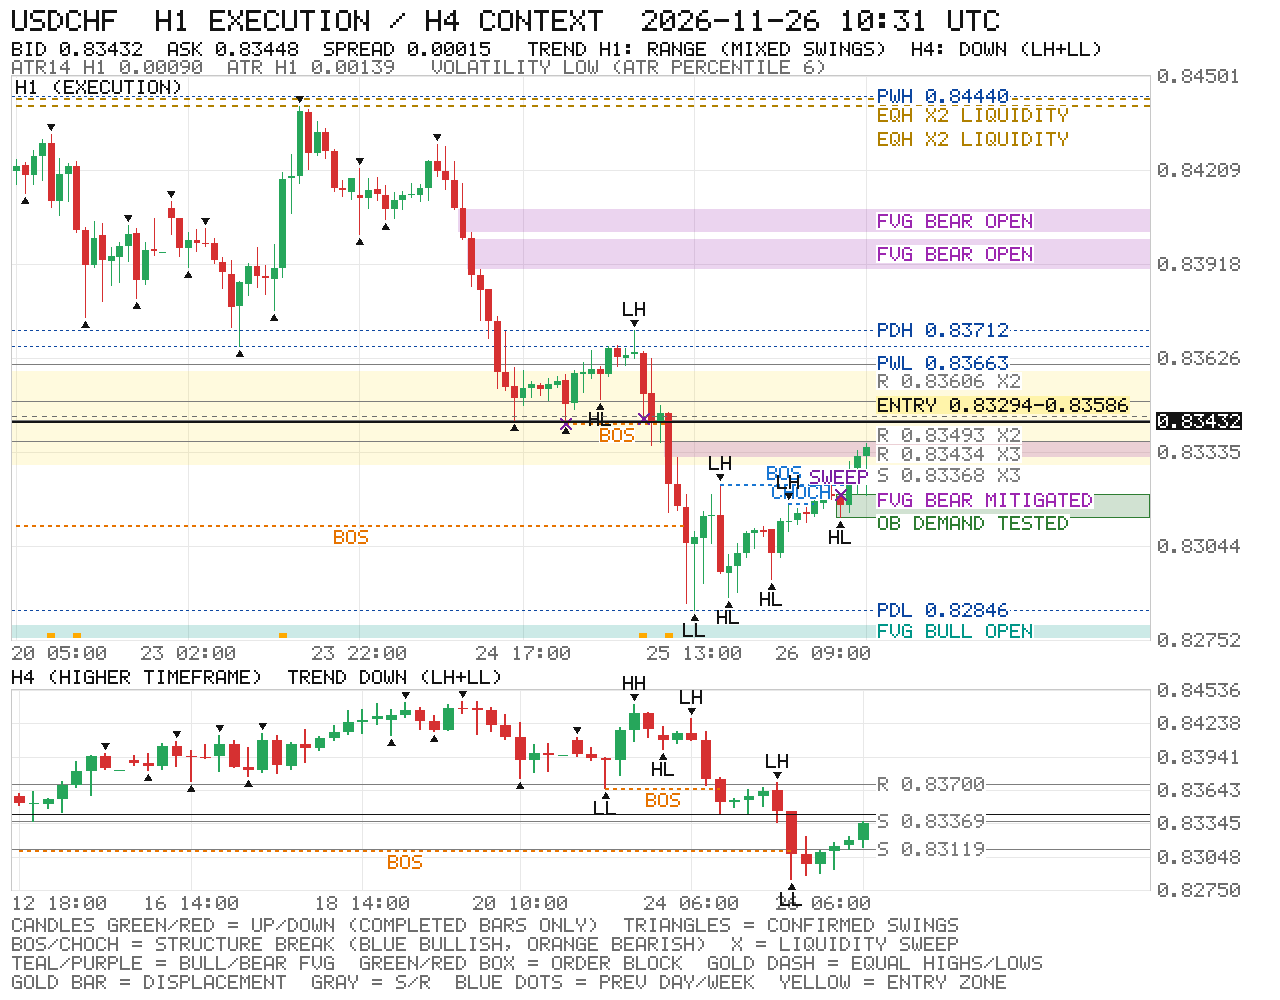 USDCHF  H1 EXECUTION / H4 CONTEXT  2026-11-26 10:31 UTC
BID 0.83432  ASK 0.83448  SPREAD 0.00015  TREND H1: RANGE (MIXED SWINGS)  H4: DOWN (LH+LL)
ATR14 H1 0.00090  ATR H1 0.00139  VOLATILITY LOW (ATR PERCENTILE 6)
H1 (EXECUTION)
0.84501
PWH 0.84440
EQH X2 LIQUIDITY
EQH X2 LIQUIDITY
0.84209
FVG BEAR OPEN
FVG BEAR OPEN
0.83918
LH
PDH 0.83712
PWL 0.83663
0.83626
R 0.83606 X2
ENTRY 0.83294-0.83586
HL
0.83432
BOS
R 0.83493 X2
R 0.83434 X3
0.83335
LH
BOS
SWEEP
S 0.83368 X3
LH
CHOCH
FVG BEAR MITIGATED
OB DEMAND TESTED
BOS
HL
0.83044
HL
HL
LL
PDL 0.82846
FVG BULL OPEN
0.82752
20 05:00  23 02:00  23 22:00  24 17:00  25 13:00  26 09:00
H4 (HIGHER TIMEFRAME)  TREND DOWN (LH+LL)
HH
LH
0.84536
0.84238
HL
LH
0.83941
R 0.83700
0.83643
LL
BOS
S 0.83369
0.83345
S 0.83119
BOS
0.83048
LL
0.82750
12 18:00  16 14:00  18 14:00  20 10:00  24 06:00  06:00
CANDLES GREEN/RED = UP/DOWN (COMPLETED BARS ONLY)  TRIANGLES = CONFIRMED SWINGS
BOS/CHOCH = STRUCTURE BREAK (BLUE BULLISH, ORANGE BEARISH)  X = LIQUIDITY SWEEP
TEAL/PURPLE = BULL/BEAR FVG  GREEN/RED BOX = ORDER BLOCK  GOLD DASH = EQUAL HIGHS/LOWS
GOLD BAR = DISPLACEMENT  GRAY = S/R  BLUE DOTS = PREV DAY/WEEK  YELLOW = ENTRY ZONE